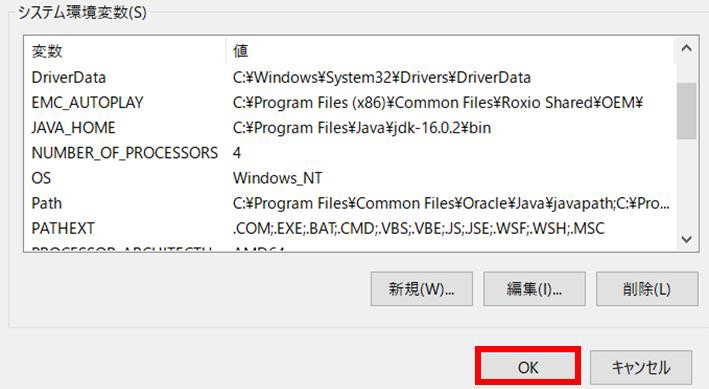 システム環境変数(S)
変数 値
DriverData C:¥Windows¥System32¥Drivers¥DriverData
EMC_AUTOPLAY C:¥Program Files (x86)¥Common Files¥Roxio Shared¥OEM¥
JAVA_HOME C:¥Program Files¥Java¥jdk-16.0.2¥bin
NUMBER_OF_PROCESSORS 4
OS Windows_NT
Path C:¥Program Files¥Common Files¥Oracle¥Java¥javapath;C:¥Pro...
PATHEXT .COM;.EXE;.BAT;.CMD;.VBS;.VBE;.JS;.JSE;.WSF;.WSH;.MSC
PROCESSOR_ARCHITECTU... AMD64
新規(W)... 編集(I)... 削除(L)
OK キャンセル